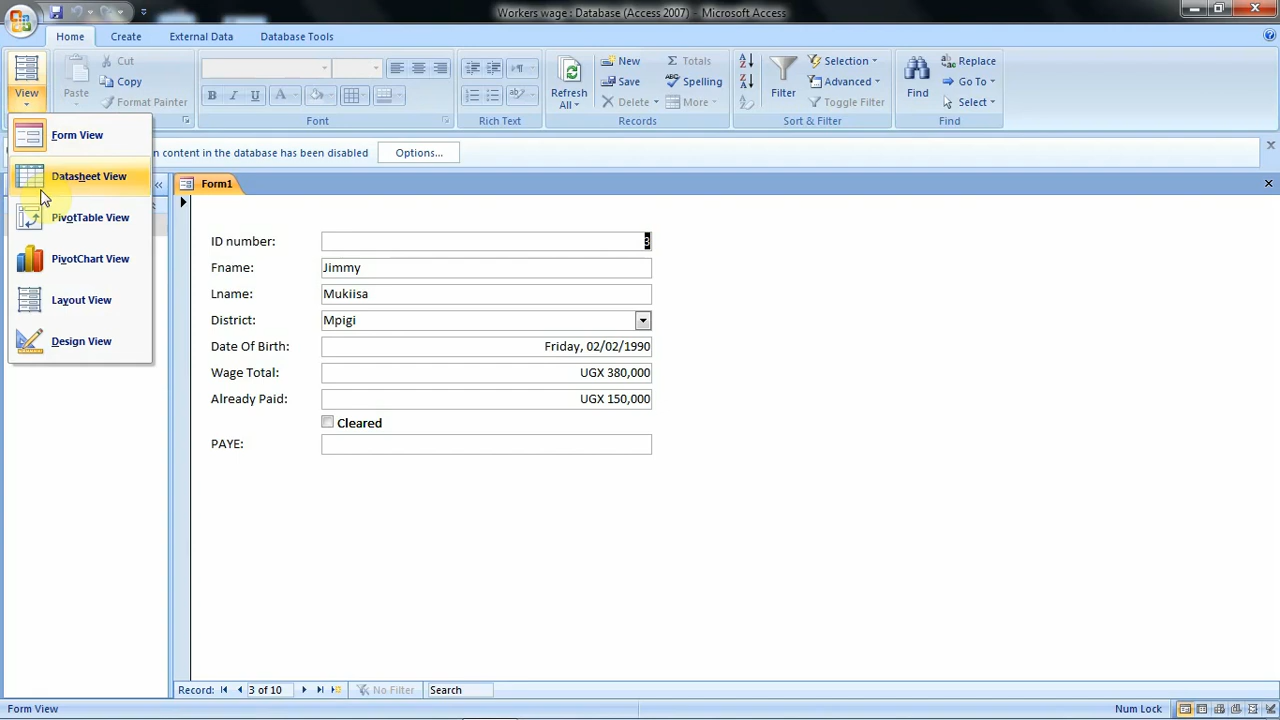 Workers wage : Database (Access 2007) - Microsoft Access
Home Create External Data Database Tools
View Paste Cut Copy Format Painter
Font
Rich Text
Refresh All New Save Delete Totals Spelling More
Records
Filter Selection Advanced Toggle Filter
Sort & Filter
Find Replace Go To Select
Find
Form View
Datasheet View
PivotTable View
PivotChart View
Layout View
Design View
n content in the database has been disabled Options...
Form1
ID number: 3
Fname: Jimmy
Lname: Mukiisa
District: Mpigi
Date Of Birth: Friday, 02/02/1990
Wage Total: UGX 380,000
Already Paid: UGX 150,000
Cleared
PAYE:
Record: 3 of 10 No Filter Search
Form View Num Lock